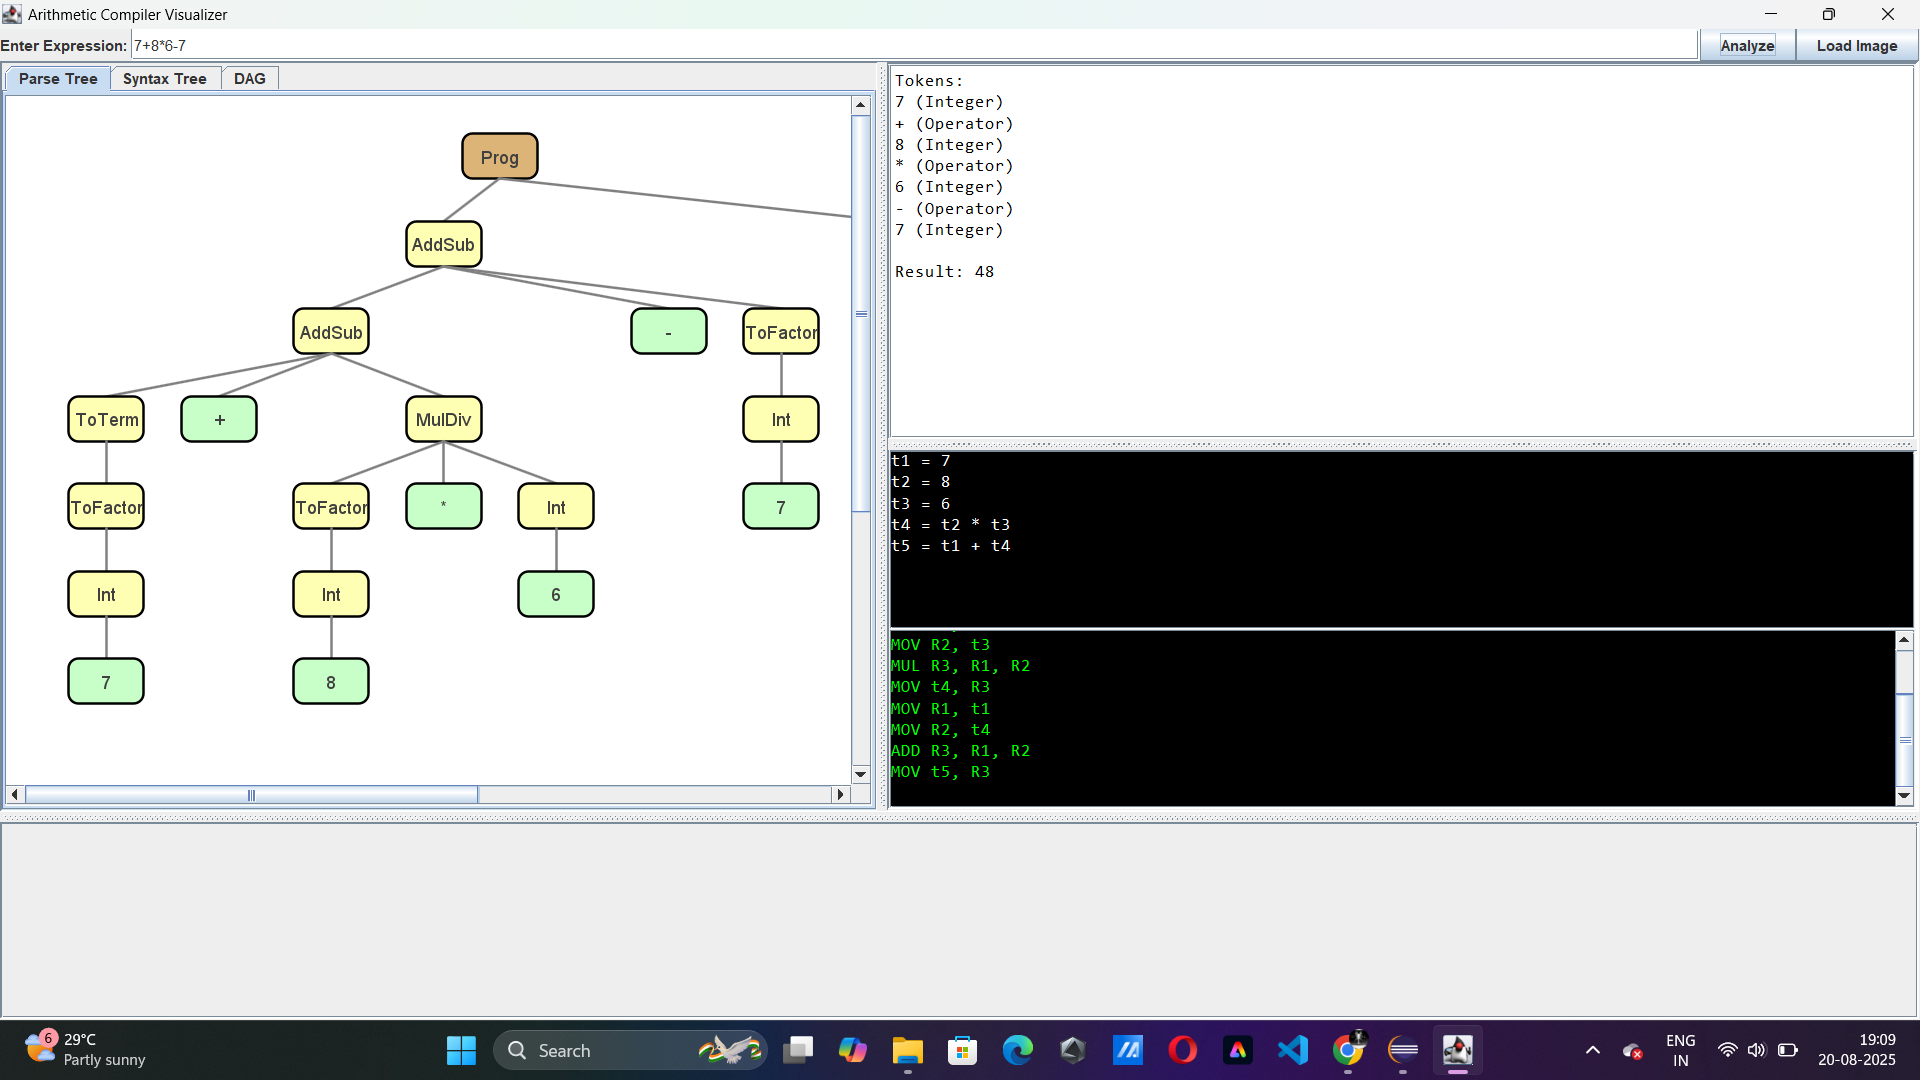 Arithmetic Compiler Visualizer
Enter Expression: 7+8*6-7
Analyze
Load Image
Parse Tree
Syntax Tree
DAG
Prog
AddSub
AddSub
-
ToFactor
ToTerm
+
MulDiv
Int
ToFactor
ToFactor
*
Int
7
Int
Int
6
7
8
Tokens:
7 (Integer)
+ (Operator)
8 (Integer)
* (Operator)
6 (Integer)
- (Operator)
7 (Integer)
Result: 48
t1 = 7
t2 = 8
t3 = 6
t4 = t2 * t3
t5 = t1 + t4
MOV R2, t3
MUL R3, R1, R2
MOV t4, R3
MOV R1, t1
MOV R2, t4
ADD R3, R1, R2
MOV t5, R3
6
29°C
Partly sunny
Search
ENG
IN
19:09
20-08-2025